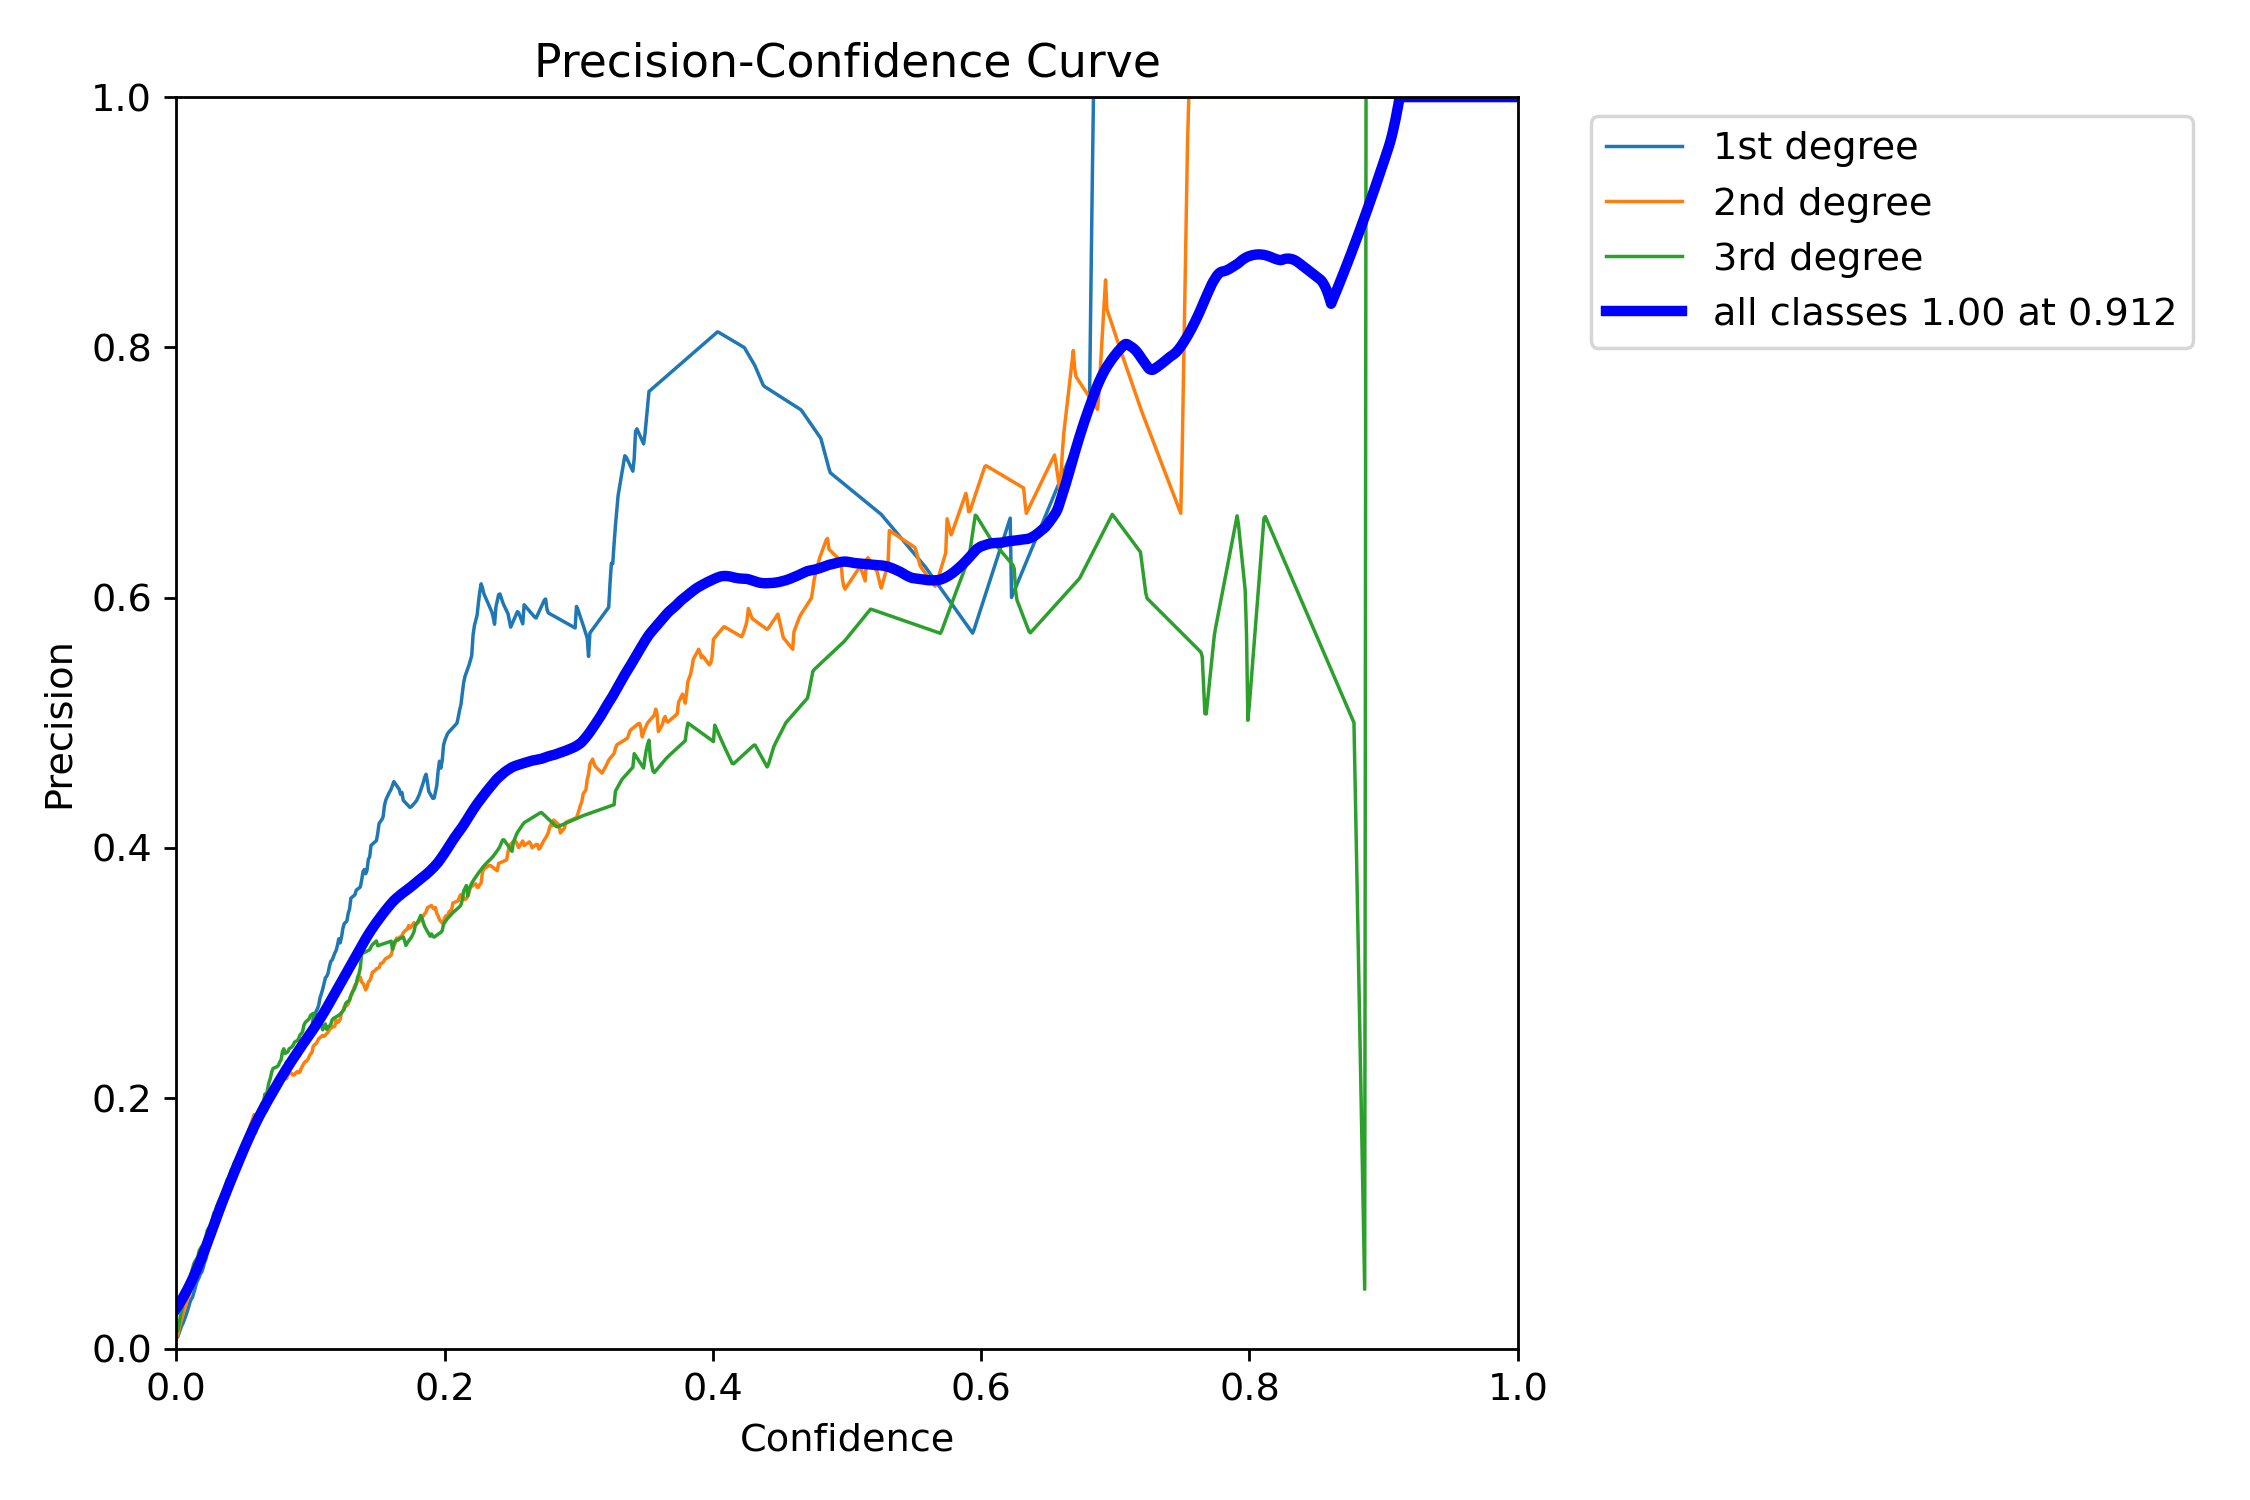 Precision-Confidence Curve
1.0
0.8
0.6
0.4
0.2
0.0
Precision
0.0 0.2 0.4 0.6 0.8 1.0
Confidence
1st degree
2nd degree
3rd degree
all classes 1.00 at 0.912